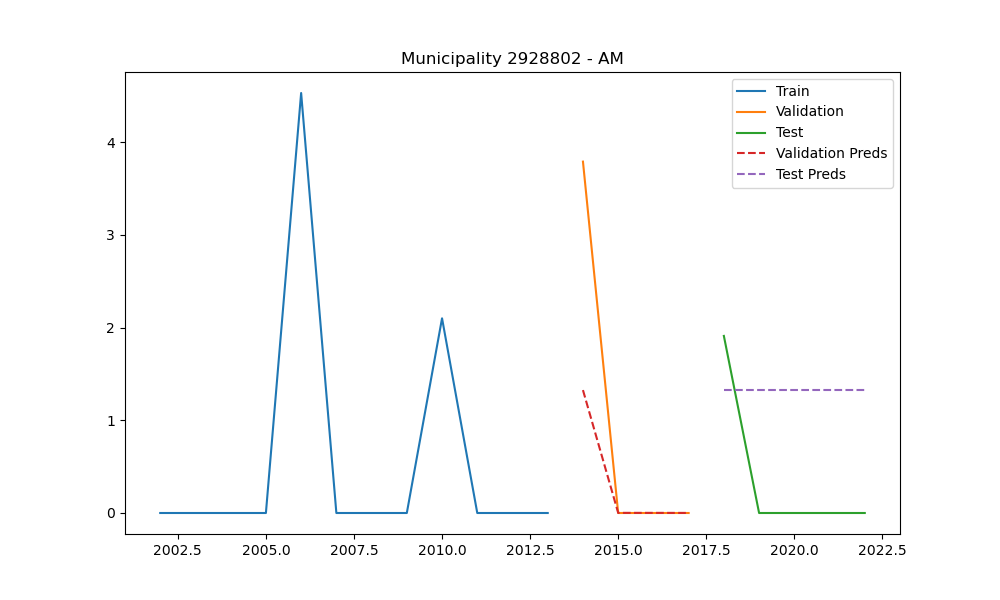 Municipality 2928802 - AM
Train
Validation
Test
Validation Preds
Test Preds
4
3
2
1
0
2002.5 2005.0 2007.5 2010.0 2012.5 2015.0 2017.5 2020.0 2022.5